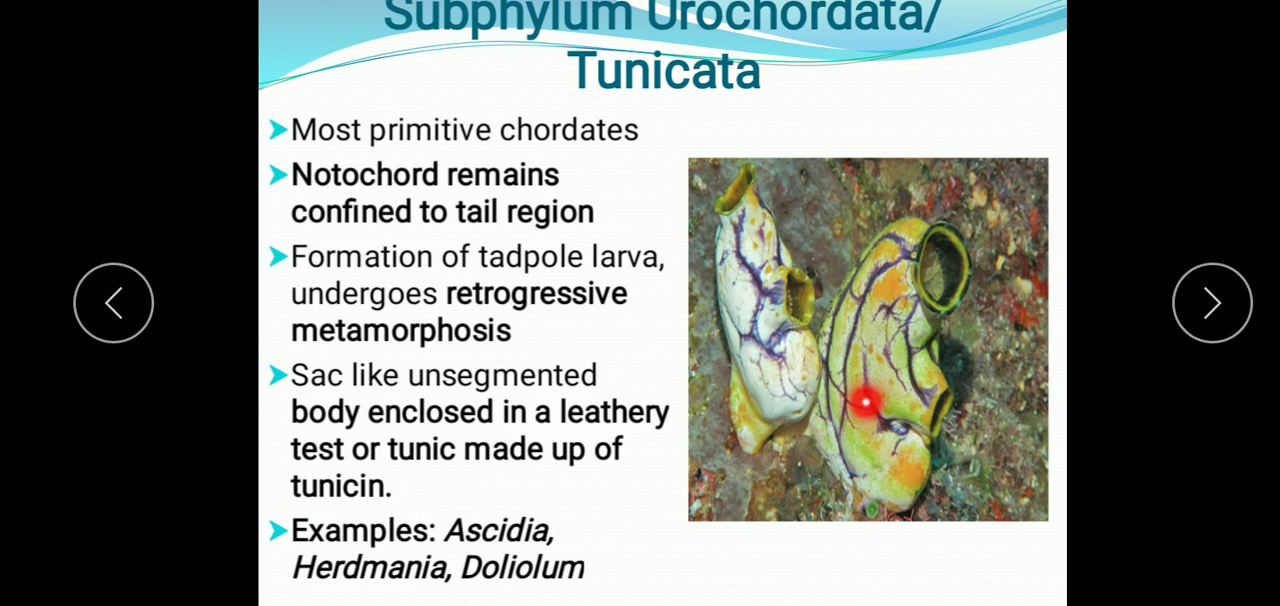 Subphylum Urochordata/
Tunicata
Most primitive chordates
Notochord remains
confined to tail region
Formation of tadpole larva,
undergoes retrogressive
metamorphosis
Sac like unsegmented
body enclosed in a leathery
test or tunic made up of
tunicin.
Examples: Ascidia,
Herdmania, Doliolum